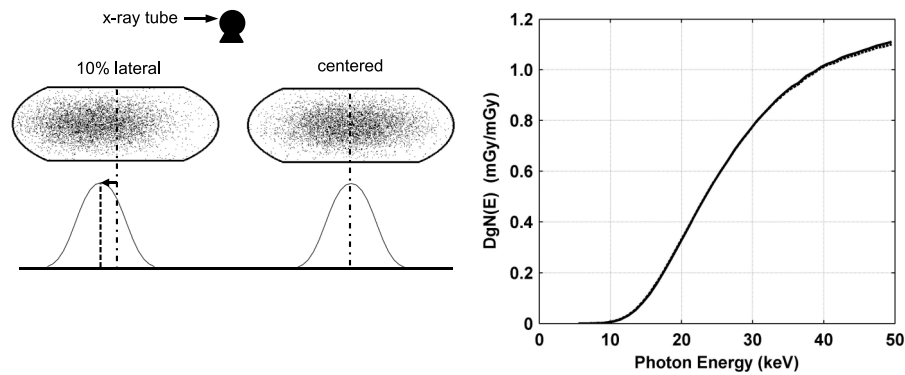 x-ray tube
10% lateral
centered
DgN(E) (mGy/mGy)
1.2
1.0
0.8
0.6
0.4
0.2
0
0 10 20 30 40 50
Photon Energy (keV)